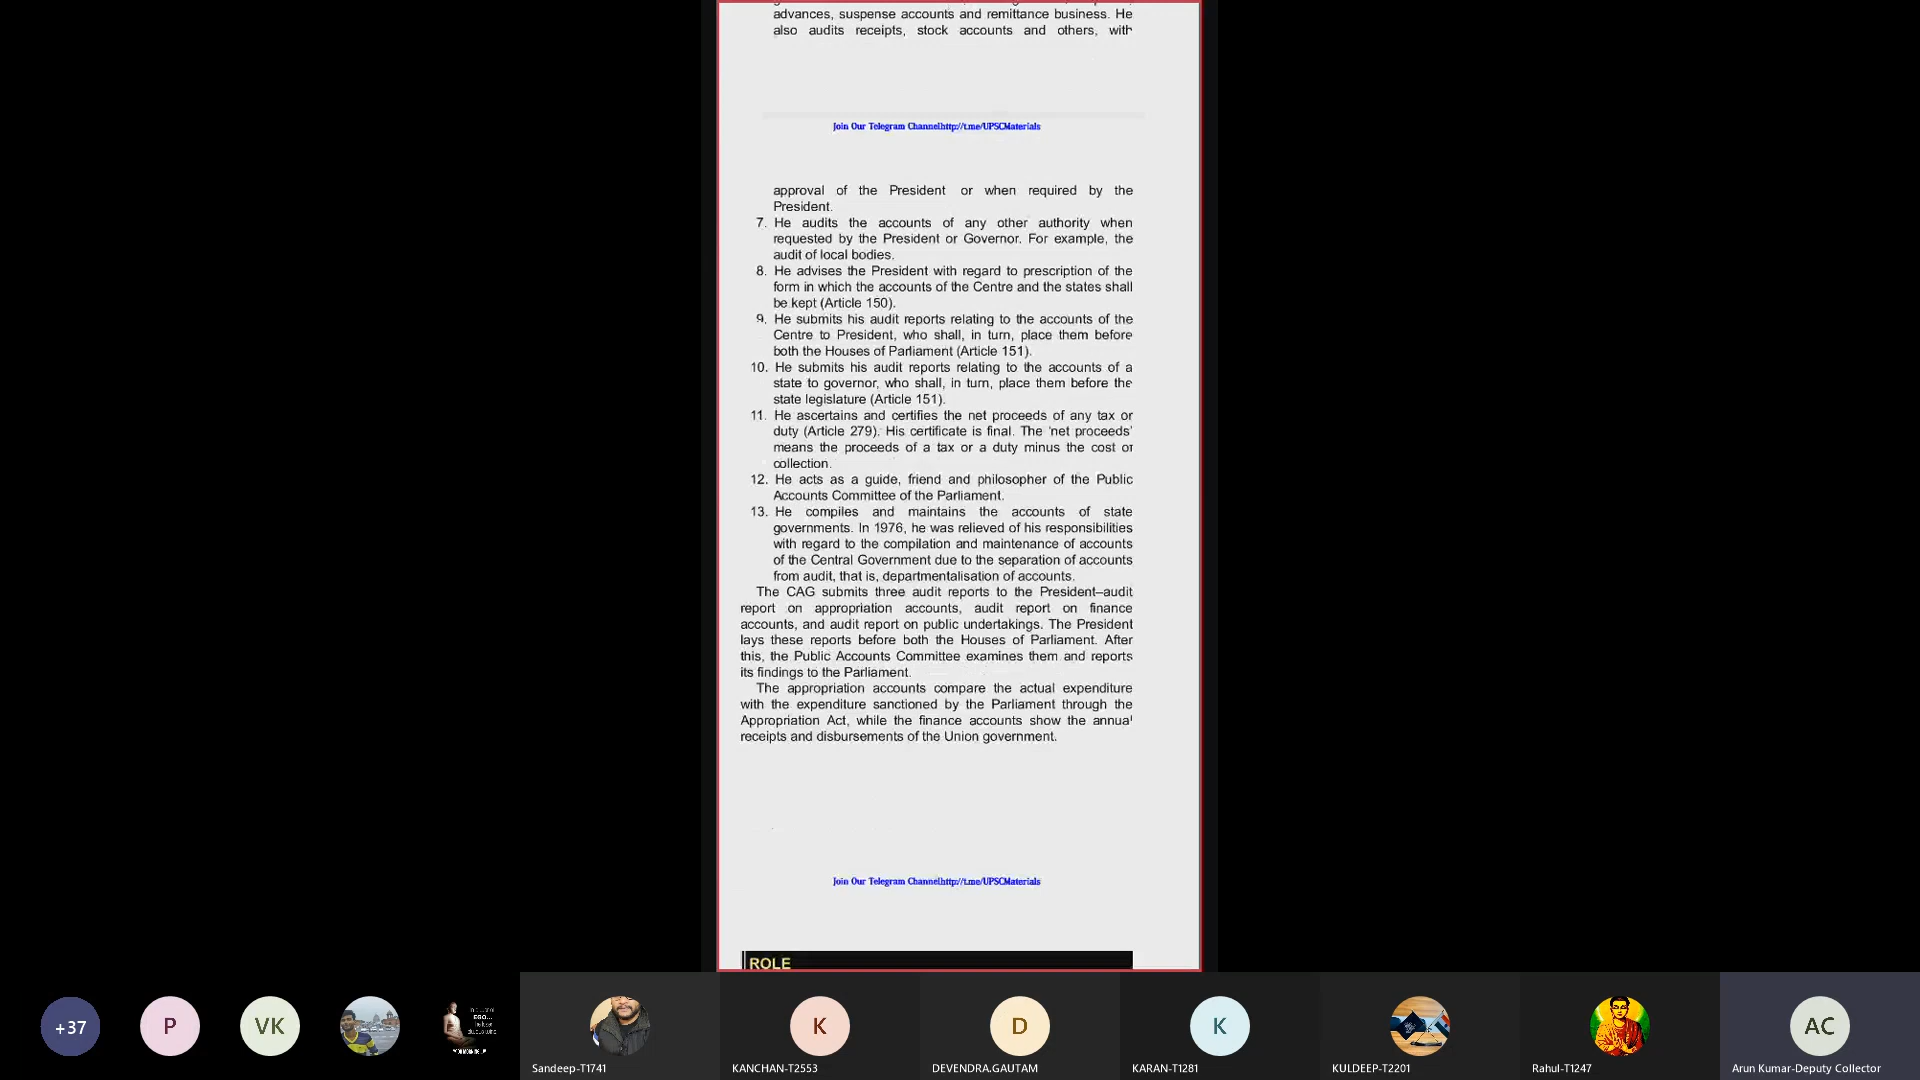 advances, suspense accounts and remittance business. He
also audits receipts, stock accounts and others, with
Join Our Telegram Channelhttp://t.me/UPSCMaterials
approval of the President or when required by the
President.
7. He audits the accounts of any other authority when
requested by the President or Governor. For example, the
audit of local bodies.
8. He advises the President with regard to prescription of the
form in which the accounts of the Centre and the states shall
be kept (Article 150).
9. He submits his audit reports relating to the accounts of the
Centre to President, who shall, in turn, place them before
both the Houses of Parliament (Article 151).
10. He submits his audit reports relating to the accounts of a
state to governor, who shall, in turn, place them before the
state legislature (Article 151).
11. He ascertains and certifies the net proceeds of any tax or
duty (Article 279). His certificate is final. The 'net proceeds'
means the proceeds of a tax or a duty minus the cost of
collection.
12. He acts as a guide, friend and philosopher of the Public
Accounts Committee of the Parliament.
13. He compiles and maintains the accounts of state
governments. In 1976, he was relieved of his responsibilities
with regard to the compilation and maintenance of accounts
of the Central Government due to the separation of accounts
from audit, that is, departmentalisation of accounts.
The CAG submits three audit reports to the President–audit
report on appropriation accounts, audit report on finance
accounts, and audit report on public undertakings. The President
lays these reports before both the Houses of Parliament. After
this, the Public Accounts Committee examines them and reports
its findings to the Parliament.
The appropriation accounts compare the actual expenditure
with the expenditure sanctioned by the Parliament through the
Appropriation Act, while the finance accounts show the annual
receipts and disbursements of the Union government.
Join Our Telegram Channelhttp://t.me/UPSCMaterials
ROLE
+37
P
VK
EGO...
K
D
K
AC
Sandeep-T1741
KANCHAN-T2553
DEVENDRA.GAUTAM
KARAN-T1281
KULDEEP-T2201
Rahul-T1247
Arun Kumar-Deputy Collector